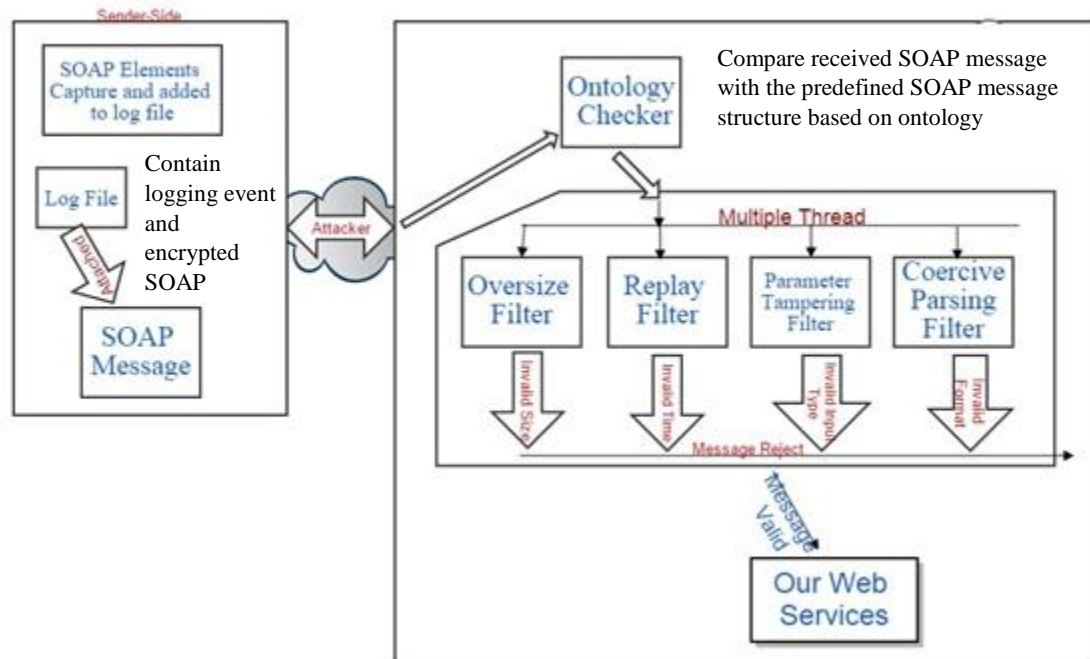 Sender-Side
SOAP Elements
Capture and added
to log file
Log File
Contain
logging event
and
encrypted
SOAP
Attached
SOAP
Message
Attacker
Ontology
Checker
Compare received SOAP message
with the predefined SOAP message
structure based on ontology
Multiple Thread
Oversize
Filter
Replay
Filter
Parameter
Tampering
Filter
Coercive
Parsing
Filter
Invalid Size
Invalid Time
Invalid Input
Type
Invalid
Format
Message Reject
Message
Valid
Our Web
Services